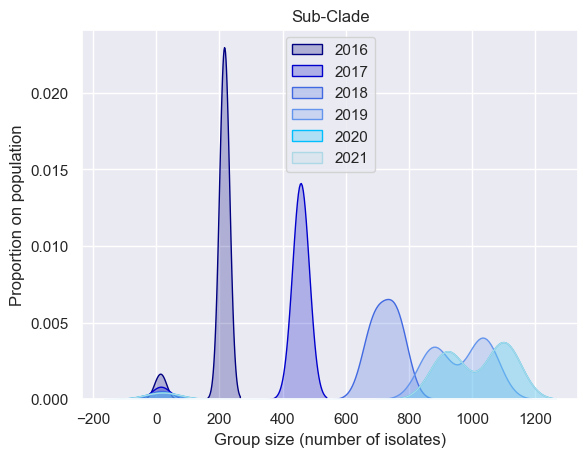 Sub-Clade
2016
2017
2018
2019
2020
2021
Proportion on population
0.020
0.015
0.010
0.005
0.000
−200 0 200 400 600 800 1000 1200
Group size (number of isolates)